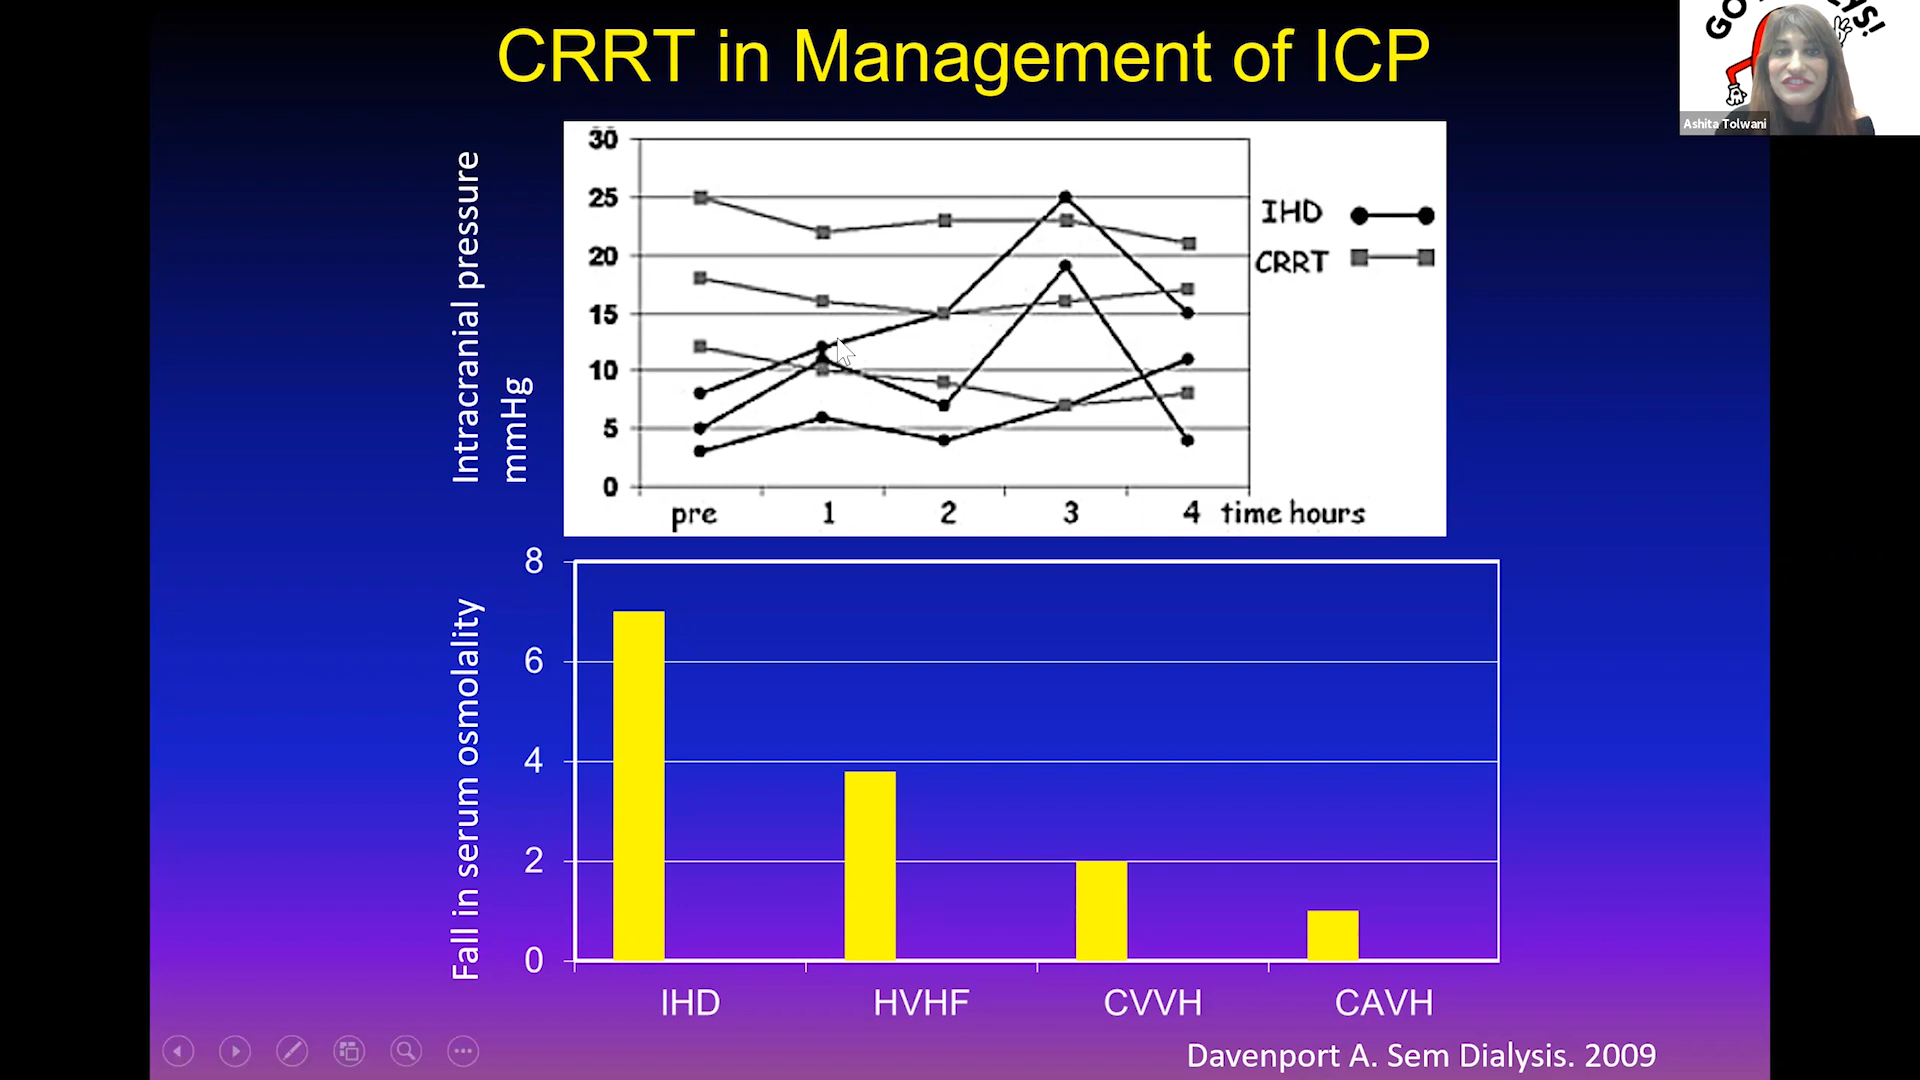 CRRT in Management of ICP
Ashita Tolwani
Intracranial pressure
mmHg
30
25
20
15
10
5
0
IHD
CRRT
pre 1 2 3 4 time hours
Fall in serum osmolality
8
6
4
2
0
IHD HVHF CVVH CAVH
Davenport A. Sem Dialysis. 2009